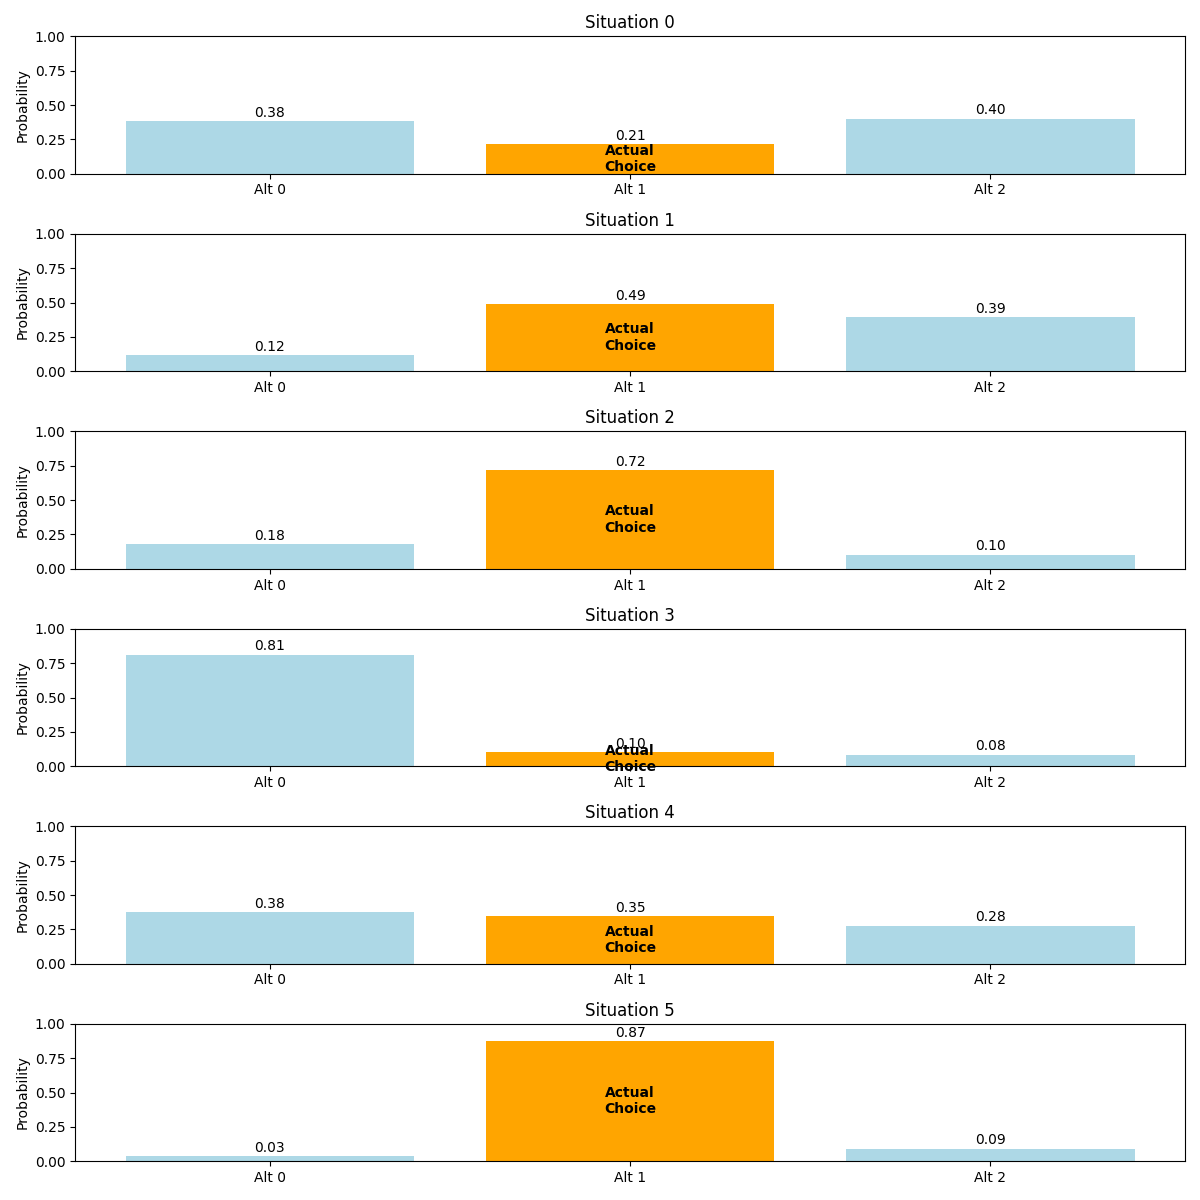 Situation 0
1.00
0.75
0.50
0.25
0.00
Probability
0.38
0.21
0.40
Actual
Choice
Alt 0
Alt 1
Alt 2
Situation 1
1.00
0.75
0.50
0.25
0.00
Probability
0.12
0.49
0.39
Actual
Choice
Alt 0
Alt 1
Alt 2
Situation 2
1.00
0.75
0.50
0.25
0.00
Probability
0.18
0.72
0.10
Actual
Choice
Alt 0
Alt 1
Alt 2
Situation 3
1.00
0.75
0.50
0.25
0.00
Probability
0.81
0.10
0.08
Actual
Choice
Alt 0
Alt 1
Alt 2
Situation 4
1.00
0.75
0.50
0.25
0.00
Probability
0.38
0.35
0.28
Actual
Choice
Alt 0
Alt 1
Alt 2
Situation 5
1.00
0.75
0.50
0.25
0.00
Probability
0.03
0.87
0.09
Actual
Choice
Alt 0
Alt 1
Alt 2